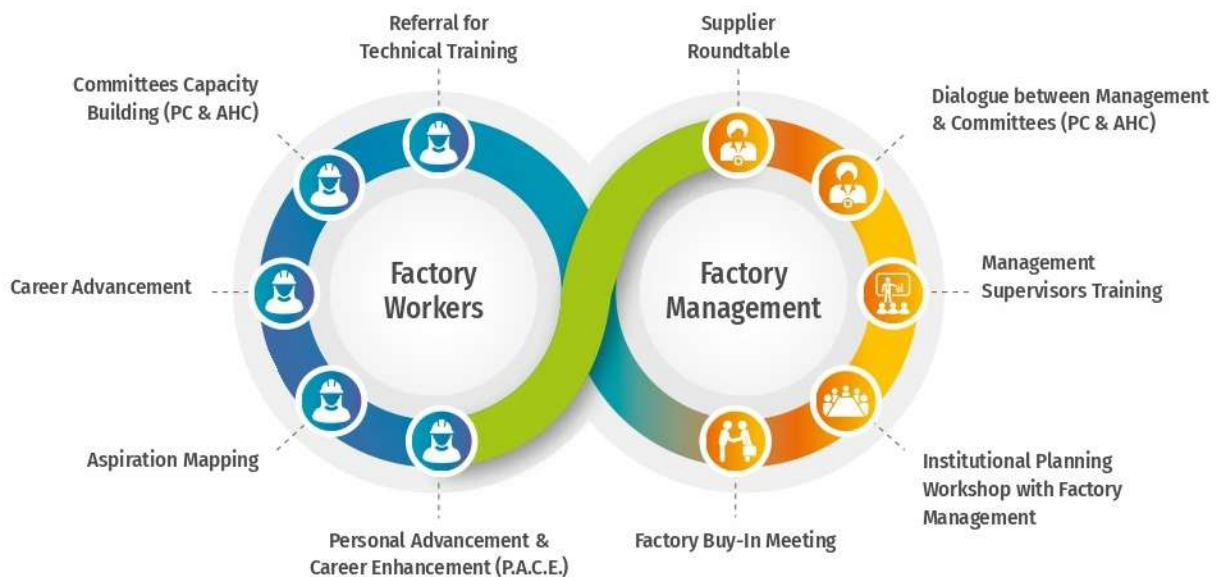 Referral for
Technical Training
Supplier
Roundtable
Committees Capacity
Building (PC & AHC)
Dialogue between Management
& Committees (PC & AHC)
Career Advancement
Factory
Workers
Factory
Management
Management
Supervisors Training
Aspiration Mapping
Institutional Planning
Workshop with Factory
Management
Personal Advancement &
Career Enhancement (P.A.C.E.)
Factory Buy-In Meeting